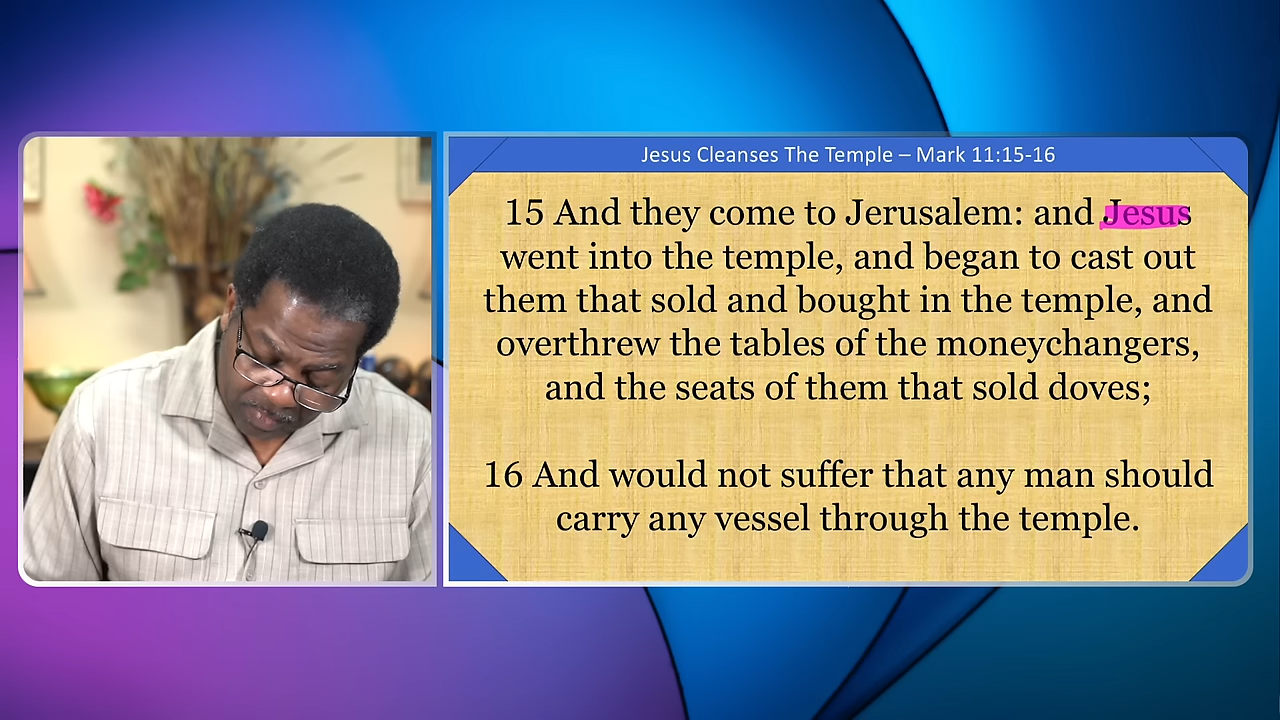 Jesus Cleanses The Temple – Mark 11:15-16
15 And they come to Jerusalem: and Jesus
went into the temple, and began to cast out
them that sold and bought in the temple, and
overthrew the tables of the moneychangers,
and the seats of them that sold doves;
16 And would not suffer that any man should
carry any vessel through the temple.